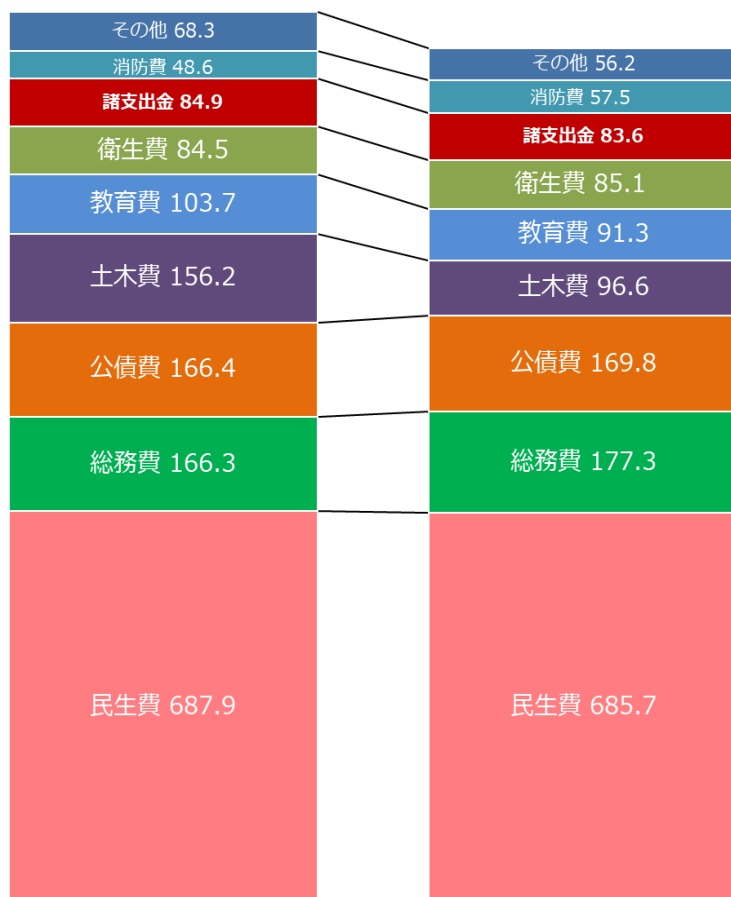 その他 68.3
消防費 48.6
諸支出金 84.9
衛生費 84.5
教育費 103.7
土木費 156.2
公債費 166.4
総務費 166.3
民生費 687.9
その他 56.2
消防費 57.5
諸支出金 83.6
衛生費 85.1
教育費 91.3
土木費 96.6
公債費 169.8
総務費 177.3
民生費 685.7